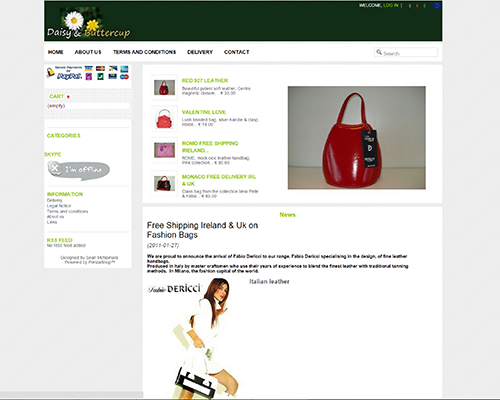 WELCOME, LOG IN
Daisy & Buttercup
HOME
ABOUT US
TERMS AND CONDITIONS
DELIVERY
CONTACT
Search
Secure Payments
By
PayPal
CART
(empty)
CATEGORIES
SKYPE
I'm offline
INFORMATION
Delivery
Legal Notice
Terms and conditions
About us
Links
RSS FEED
No RSS feed added
Designed by Sean McNamara
Powered by PrestaShop™
RED 927 LEATHER
Beautiful patent soft leather. Centre
magnetic closure... € 30.00
VALENTINE LOVE
Lush beaded bag, silver handle & clasp,
inside... € 14.00
ROMO FREE SHIPPING
IRELAND...
ROME, mock croc leather handbag,
Pink collection... € 85.00
MONACO FREE DELIVERY IRL
& UK
Class bag from the collection Silvia Pelle
& Fabio... € 80.00
News
Free Shipping Ireland & Uk on
Fashion Bags
(2011-01-27)
We are proud to announce the arrival of Fabio Dericci to our range. Fabio Dericci specialising in the design, of fine leather
handbags.
Produced in Italy by master craftsmen who use their years of experience to blend the finest leather with traditional tanning
methods. In Milano, the fashion capital of the world.
Fabio DERICCI
Italian leather